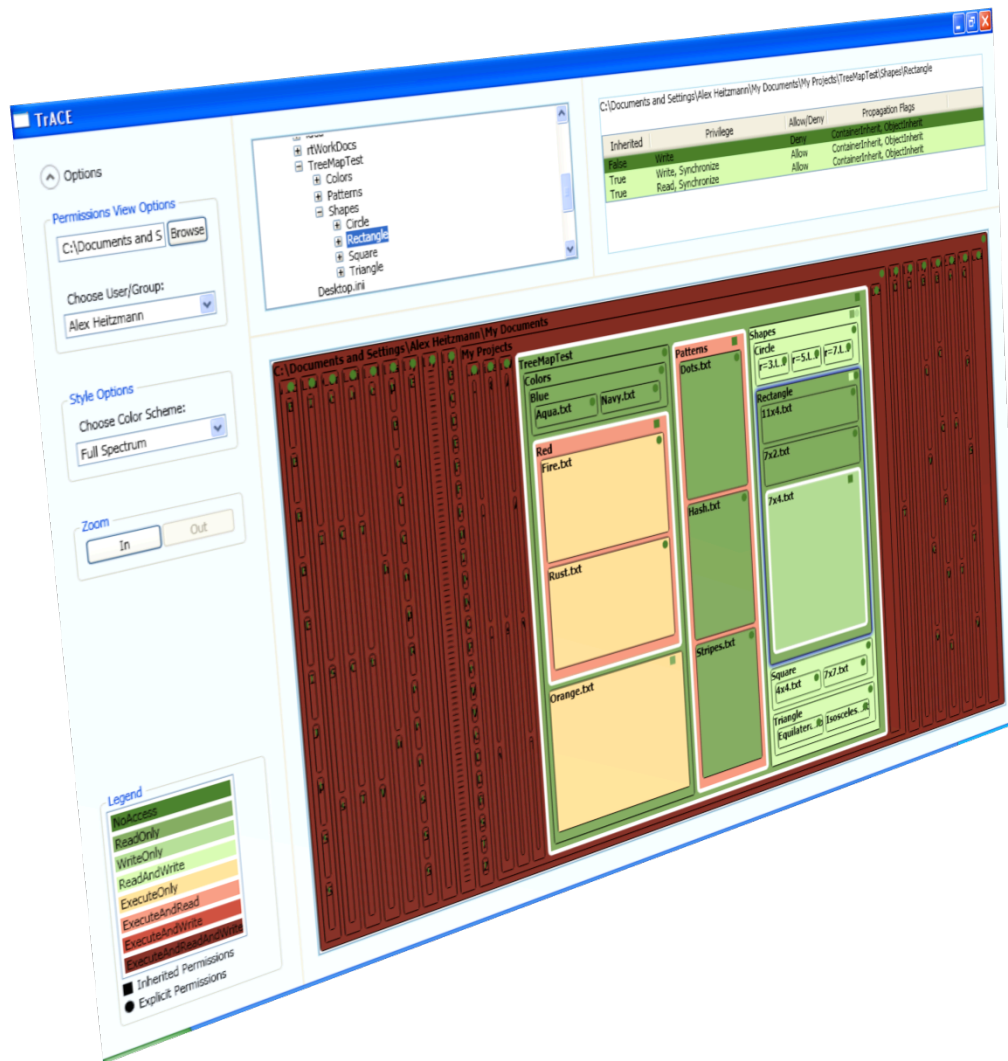 TrACE
Options
Permissions View Options
C:\Documents and S
Browse
Choose User/Group:
Alex Heitzmann
Style Options
Choose Color Scheme:
Full Spectrum
Zoom
In
Out
Legend
NoAccess
ReadOnly
WriteOnly
ReadAndWrite
ExecuteOnly
ExecuteAndRead
ExecuteAndWrite
ExecuteAndReadAndWrite
Inherited Permissions
Explicit Permissions
rtWorkDocs
TreeMapTest
Colors
Patterns
Shapes
Circle
Rectangle
Square
Triangle
Desktop.ini
C:\Documents and Settings\Alex Heitzmann\My Documents\My Projects\TreeMapTest\Shapes\Rectangle
Inherited Privilege Allow/Deny Propagation Flags
False Write Deny ContainerInherit, ObjectInherit
True Write, Synchronize Allow ContainerInherit, ObjectInherit
True Read, Synchronize Allow ContainerInherit, ObjectInherit
C:\Documents and Settings\Alex Heitzmann\My Documents
My Projects
TreeMapTest
Colors
Blue
Aqua.txt
Navy.txt
Red
Fire.txt
Rust.txt
Orange.txt
Patterns
Dots.txt
Hash.txt
Stripes.txt
Shapes
Circle
r=3.t..
r=5.t..
r=7.t..
Rectangle
11x4.txt
7x2.txt
7x4.txt
Square
4x4.txt
7x7.txt
Triangle
Equilater...
Isosceles...